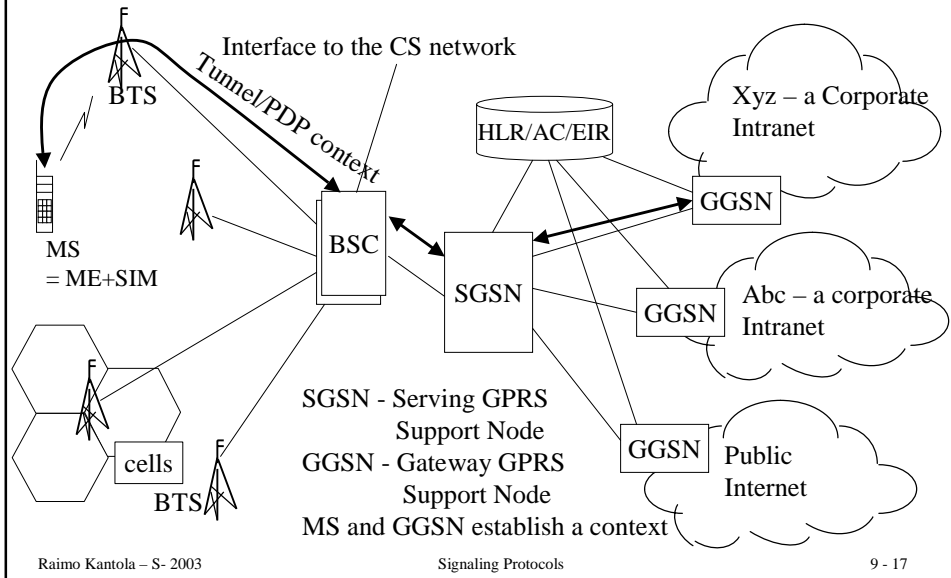 Interface to the CS network
BTS
Tunnel/PDP context
Xyz – a Corporate
Intranet
HLR/AC/EIR
GGSN
MS
= ME+SIM
BSC
SGSN
GGSN
Abc – a corporate
Intranet
SGSN - Serving GPRS
Support Node
GGSN - Gateway GPRS
Support Node
MS and GGSN establish a context
cells
BTS
GGSN
Public
Internet
Raimo Kantola – S- 2003
Signaling Protocols
9 - 17